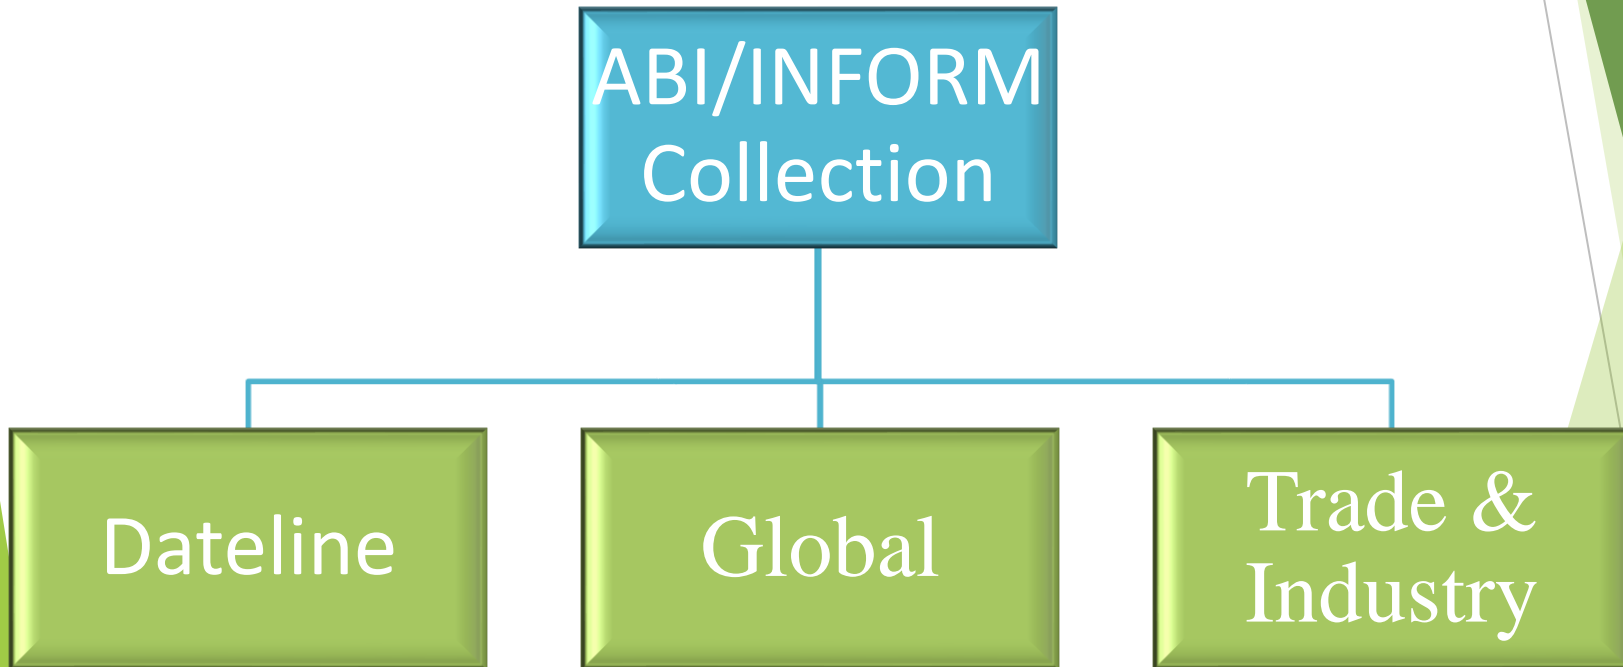 ABI/INFORM
Collection
Dateline
Global
Trade &
Industry